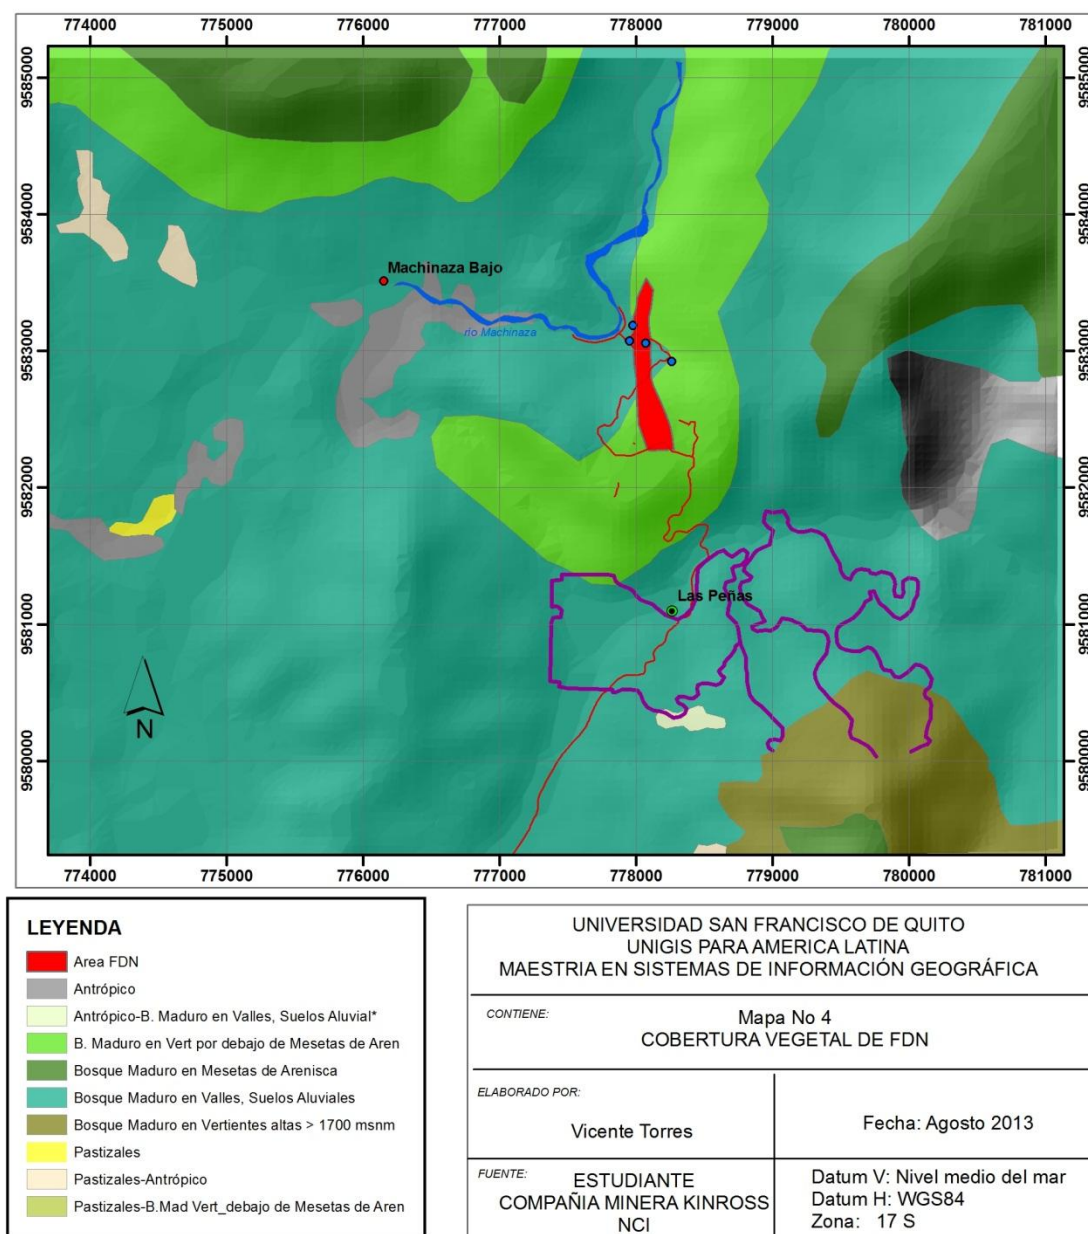 774000 775000 776000 777000 778000 779000 780000 781000
9585000 9585000
9584000 9584000
Machinaza Bajo
río Machinaza
9583000 9583000
9582000 9582000
Las Peñas
9581000 9581000
N
9580000 9580000
774000 775000 776000 777000 778000 779000 780000 781000
LEYENDA
Area FDN
Antrópico
Antrópico-B. Maduro en Valles, Suelos Aluvial*
B. Maduro en Vert por debajo de Mesetas de Aren
Bosque Maduro en Mesetas de Arenisca
Bosque Maduro en Valles, Suelos Aluviales
Bosque Maduro en Vertientes altas > 1700 msnm
Pastizales
Pastizales-Antrópico
Pastizales-B.Mad Vert_debajo de Mesetas de Aren
UNIVERSIDAD SAN FRANCISCO DE QUITO
UNIGIS PARA AMERICA LATINA
MAESTRIA EN SISTEMAS DE INFORMACIÓN GEOGRÁFICA
CONTIENE: Mapa No 4
COBERTURA VEGETAL DE FDN
ELABORADO POR:
Vicente Torres
Fecha: Agosto 2013
FUENTE: ESTUDIANTE
COMPAÑIA MINERA KINROSS
NCI
Datum V: Nivel medio del mar
Datum H: WGS84
Zona: 17 S